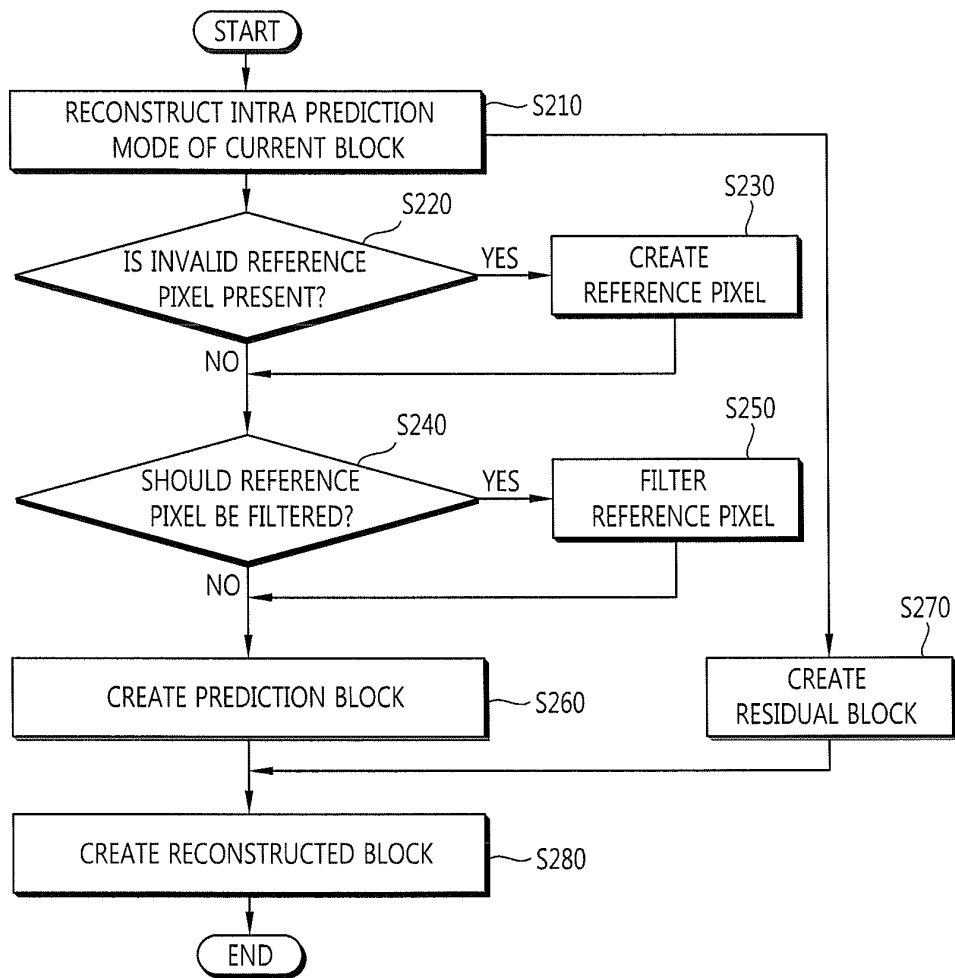 START
RECONSTRUCT INTRA PREDICTION
MODE OF CURRENT BLOCK
S210
S220
IS INVALID REFERENCE
PIXEL PRESENT?
YES
S230
CREATE
REFERENCE PIXEL
NO
S240
SHOULD REFERENCE
PIXEL BE FILTERED?
YES
S250
FILTER
REFERENCE PIXEL
NO
CREATE PREDICTION BLOCK
S260
S270
CREATE
RESIDUAL BLOCK
CREATE RECONSTRUCTED BLOCK
S280
END